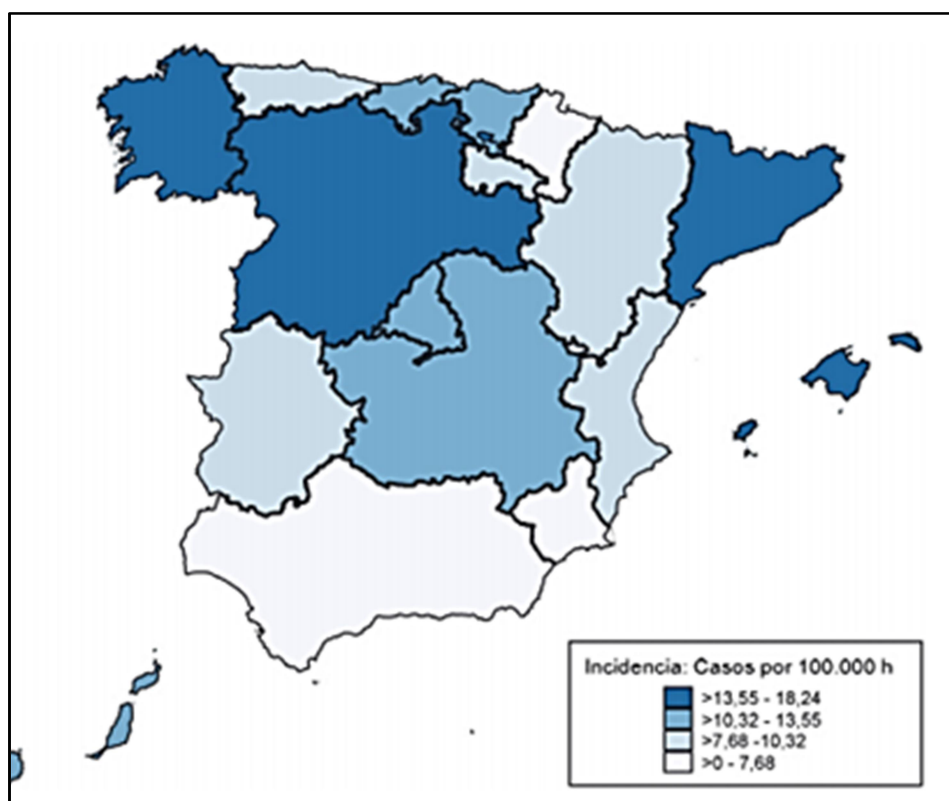 Incidencia: Casos por 100.000 h
>13,55 - 18,24
>10,32 - 13,55
>7,68 -10,32
>0 - 7,68